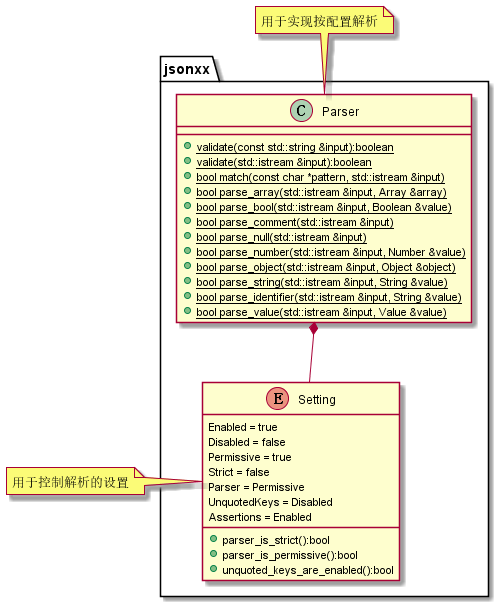 用于实现按配置解析
jsonxx
C Parser
validate(const std::string &input):boolean
validate(std::istream &input):boolean
bool match(const char *pattern, std::istream &input)
bool parse_array(std::istream &input, Array &array)
bool parse_bool(std::istream &input, Boolean &value)
bool parse_comment(std::istream &input)
bool parse_null(std::istream &input)
bool parse_number(std::istream &input, Number &value)
bool parse_object(std::istream &input, Object &object)
bool parse_string(std::istream &input, String &value)
bool parse_identifier(std::istream &input, String &value)
bool parse_value(std::istream &input, Value &value)
E Setting
Enabled = true
Disabled = false
Permissive = true
Strict = false
Parser = Permissive
UnquotedKeys = Disabled
Assertions = Enabled
用于控制解析的设置
parser_is_strict():bool
parser_is_permissive():bool
unquoted_keys_are_enabled():bool